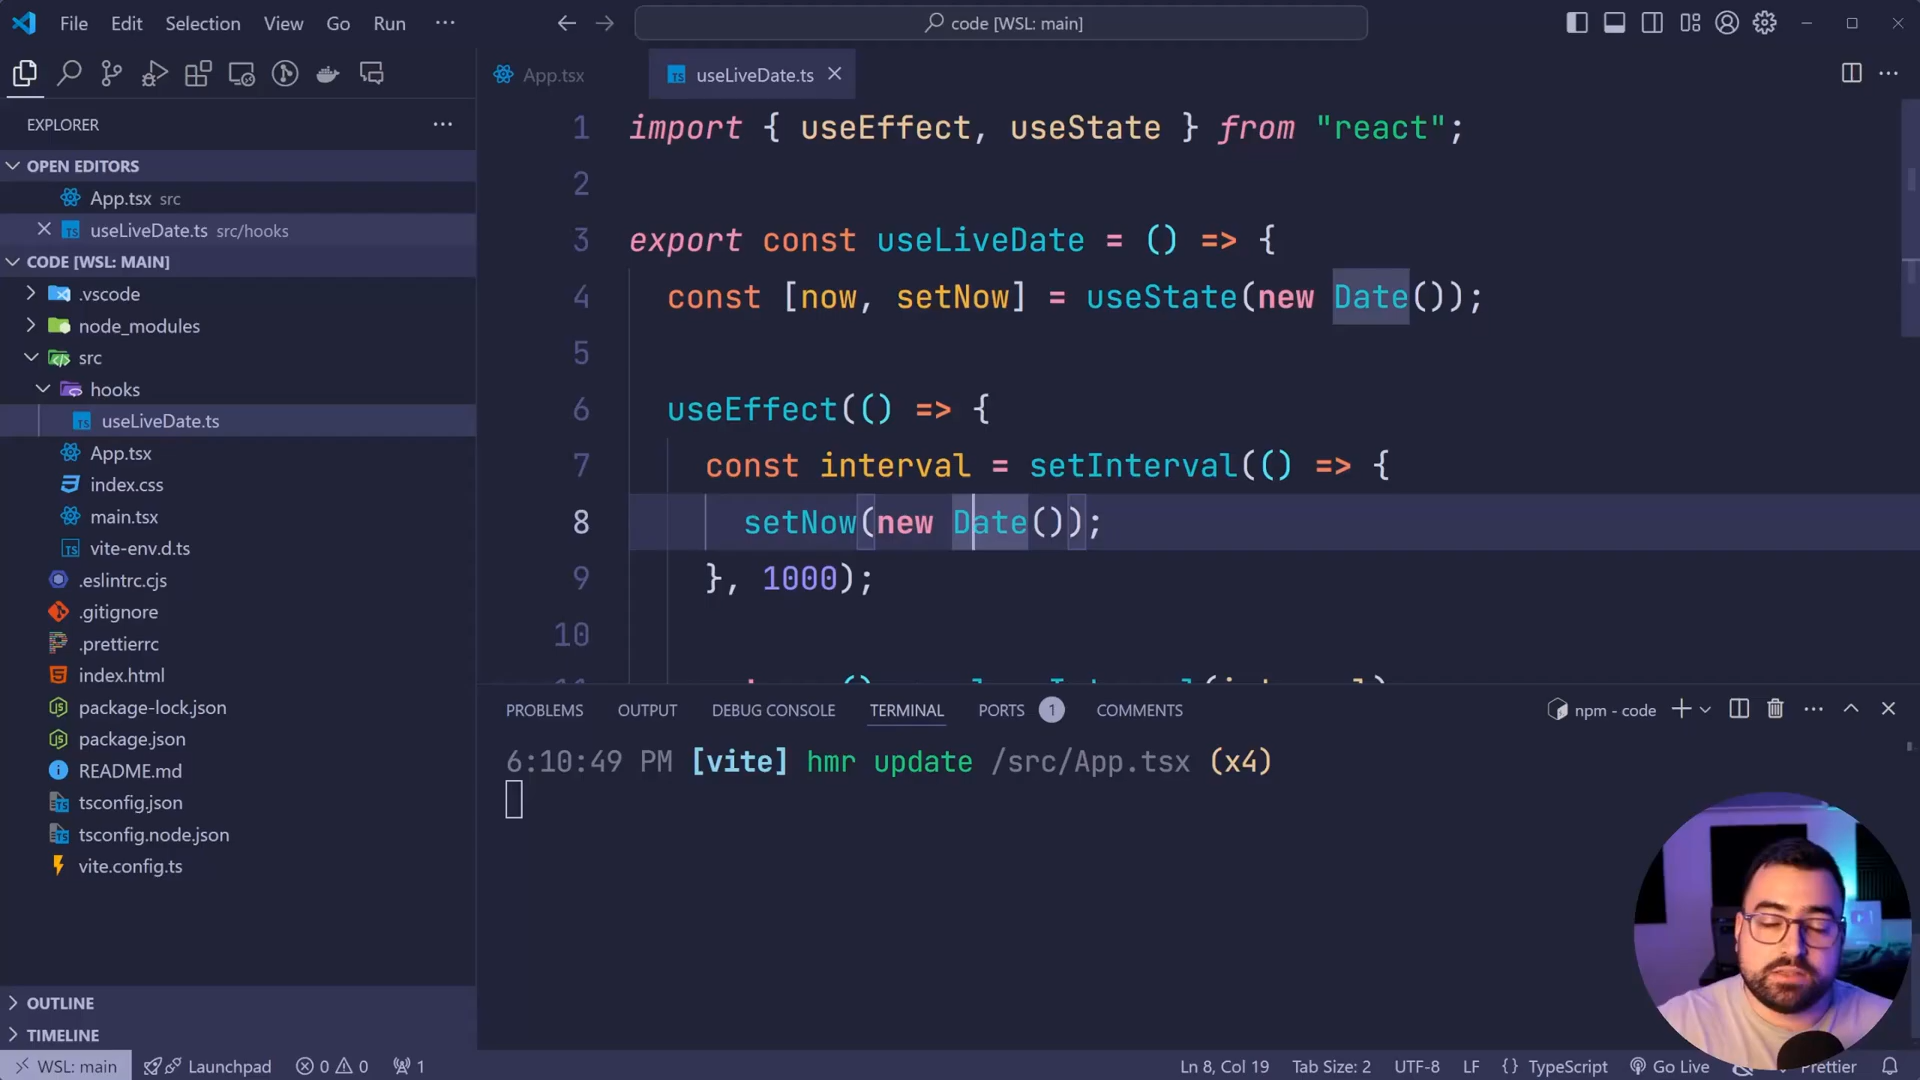 File Edit Selection View Go Run ···
code [WSL: main]
EXPLORER
OPEN EDITORS
App.tsx src
useLiveDate.ts src/hooks
CODE [WSL: MAIN]
.vscode
node_modules
src
hooks
useLiveDate.ts
App.tsx
index.css
main.tsx
vite-env.d.ts
.eslintrc.cjs
.gitignore
.prettierrc
index.html
package-lock.json
package.json
README.md
tsconfig.json
tsconfig.node.json
vite.config.ts
OUTLINE
TIMELINE
App.tsx
useLiveDate.ts
1 import { useEffect, useState } from "react";
2
3 export const useLiveDate = () => {
4 const [now, setNow] = useState(new Date());
5
6 useEffect(() => {
7 const interval = setInterval(() => {
8 setNow(new Date());
9 }, 1000);
10
PROBLEMS OUTPUT DEBUG CONSOLE TERMINAL PORTS 1 COMMENTS
npm - code
6:10:49 PM [vite] hmr update /src/App.tsx (x4)
WSL: main Launchpad 0 0 1
Ln 8, Col 19 Tab Size: 2 UTF-8 LF {} TypeScript Go Live Prettier